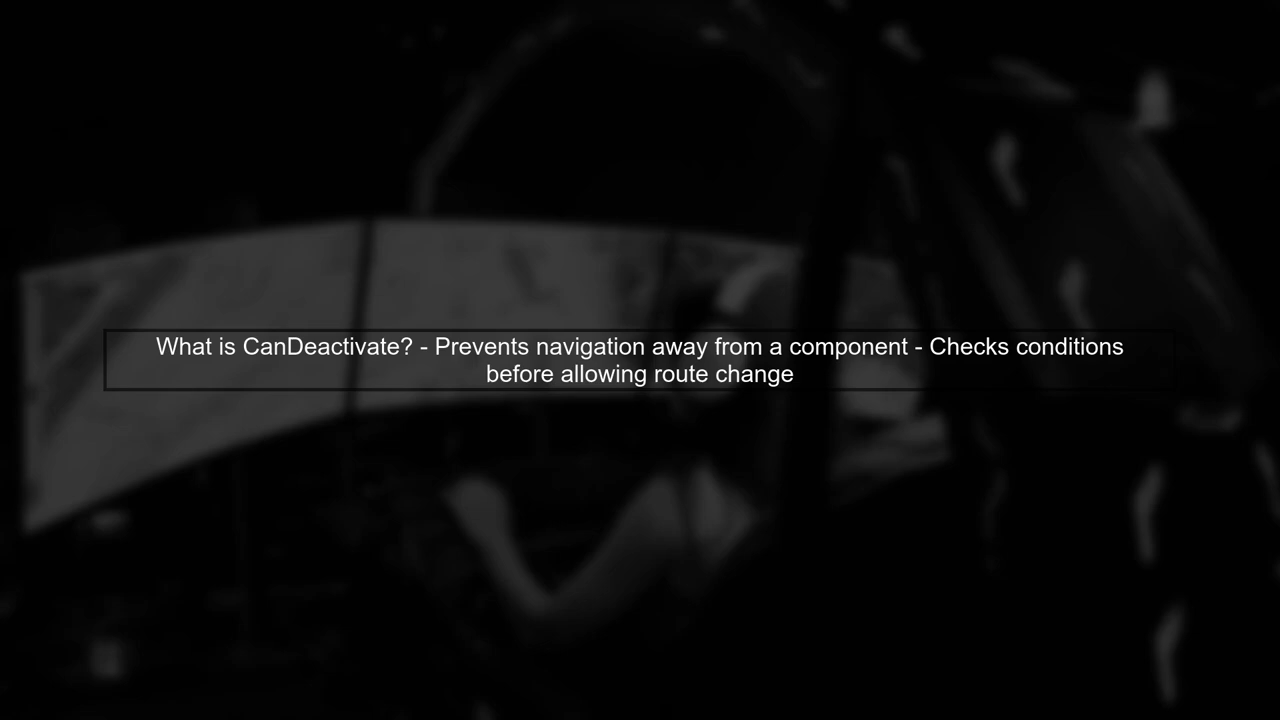 What is CanDeactivate? - Prevents navigation away from a component - Checks conditions
before allowing route change